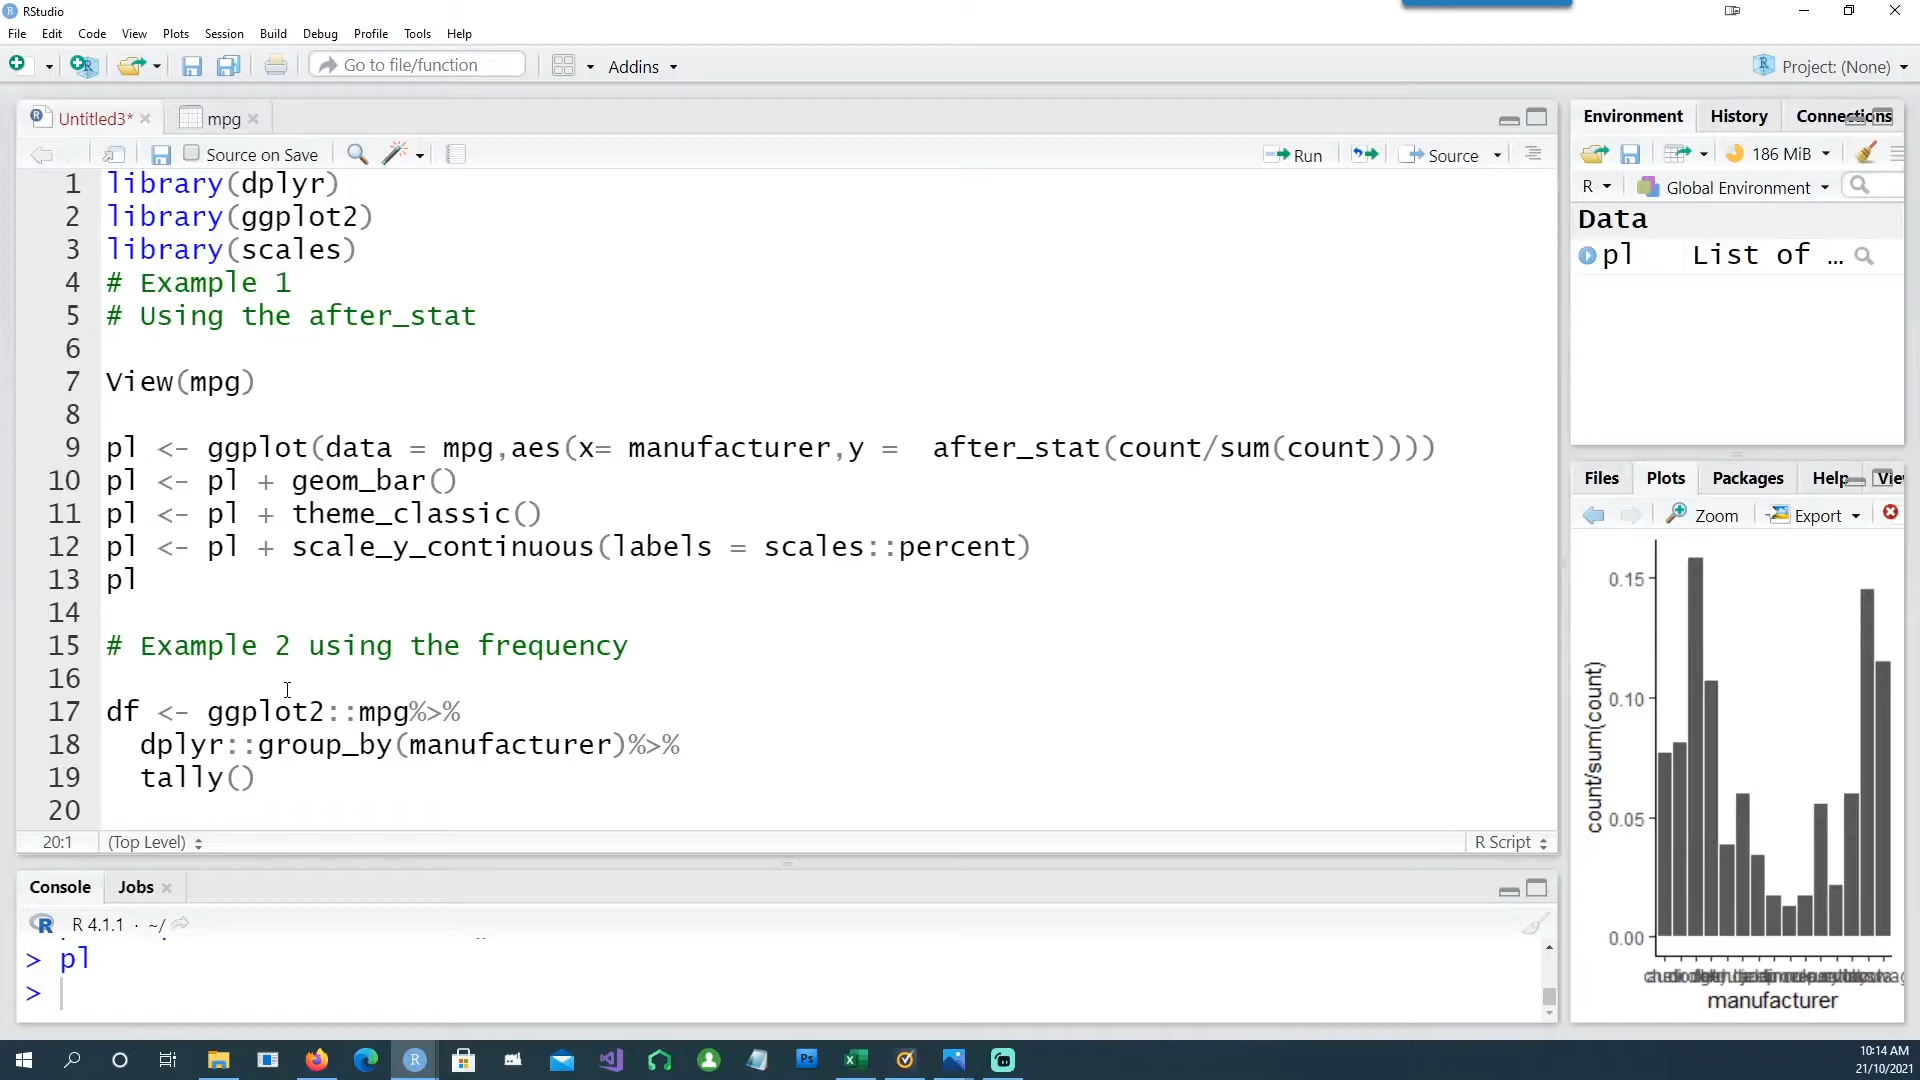 RStudio
File Edit Code View Plots Session Build Debug Profile Tools Help
Go to file/function Addins Project: (None)
Untitled3* mpg
Source on Save Run Source
1 library(dplyr)
2 library(ggplot2)
3 library(scales)
4 # Example 1
5 # Using the after_stat
6
7 View(mpg)
8
9 pl <- ggplot(data = mpg,aes(x= manufacturer,y =  after_stat(count/sum(count))))
10 pl <- pl + geom_bar()
11 pl <- pl + theme_classic()
12 pl <- pl + scale_y_continuous(labels = scales::percent)
13 pl
14
15 # Example 2 using the frequency
16
17 df <- ggplot2::mpg%>%
18   dplyr::group_by(manufacturer)%>%
19   tally()
20
20:1 (Top Level) R Script
Console Jobs
R 4.1.1 · ~/
> pl
>
Environment History Connections
186 MiB
R Global Environment
Data
pl List of ...
Files Plots Packages Help
Zoom Export
0.15
0.10
0.05
0.00
count/sum(count)
manufacturer
10:14 AM
21/10/2021